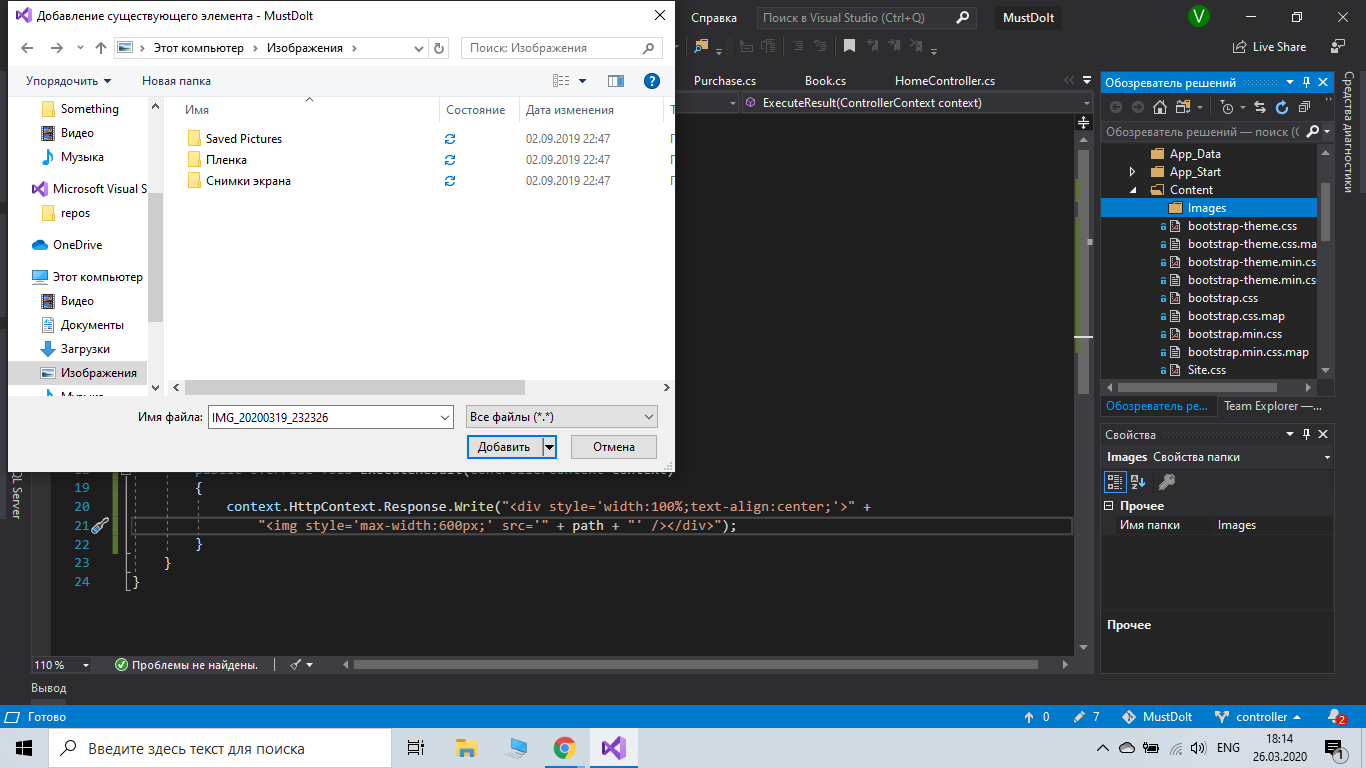 Добавление существующего элемента - MustDoIt
Этот компьютер
Изображения
Поиск: Изображения
Упорядочить
Новая папка
Имя
Состояние
Дата изменения
Something
Видео
Музыка
Microsoft Visual S
repos
OneDrive
Этот компьютер
Видео
Документы
Загрузки
Изображения
Музыка
Saved Pictures
02.09.2019 22:47
Пленка
02.09.2019 22:47
Снимки экрана
02.09.2019 22:47
Имя файла:
IMG_20200319_232326
Все файлы (*.*)
Добавить
Отмена
Справка
Поиск в Visual Studio (Ctrl+Q)
MustDoIt
V
Live Share
Purchase.cs
Book.cs
HomeController.cs
ExecuteResult(ControllerContext context)
Обозреватель решений
Обозреватель решений — поиск (
App_Data
App_Start
Content
Images
bootstrap-theme.css
bootstrap-theme.css.ma
bootstrap-theme.min.cs
bootstrap-theme.min.cs
bootstrap.css
bootstrap.css.map
bootstrap.min.css
bootstrap.min.css.map
Site.css
Обозреватель ре...
Team Explorer —...
Средства диагностики
Свойства
Images Свойства папки
Прочее
Имя папки
Images
Прочее
QL Server
18 public override void ExecuteResult(ControllerContext context)
19 {
20 context.HttpContext.Response.Write("<div style='width:100%;text-align:center;'>" +
21 "<img style='max-width:600px;' src='" + path + "' /></div>");
22 }
23 }
24 }
110 %
Проблемы не найдены.
Вывод
Готово
0
7
MustDoIt
controller
2
Введите здесь текст для поиска
ENG
18:14
26.03.2020
1